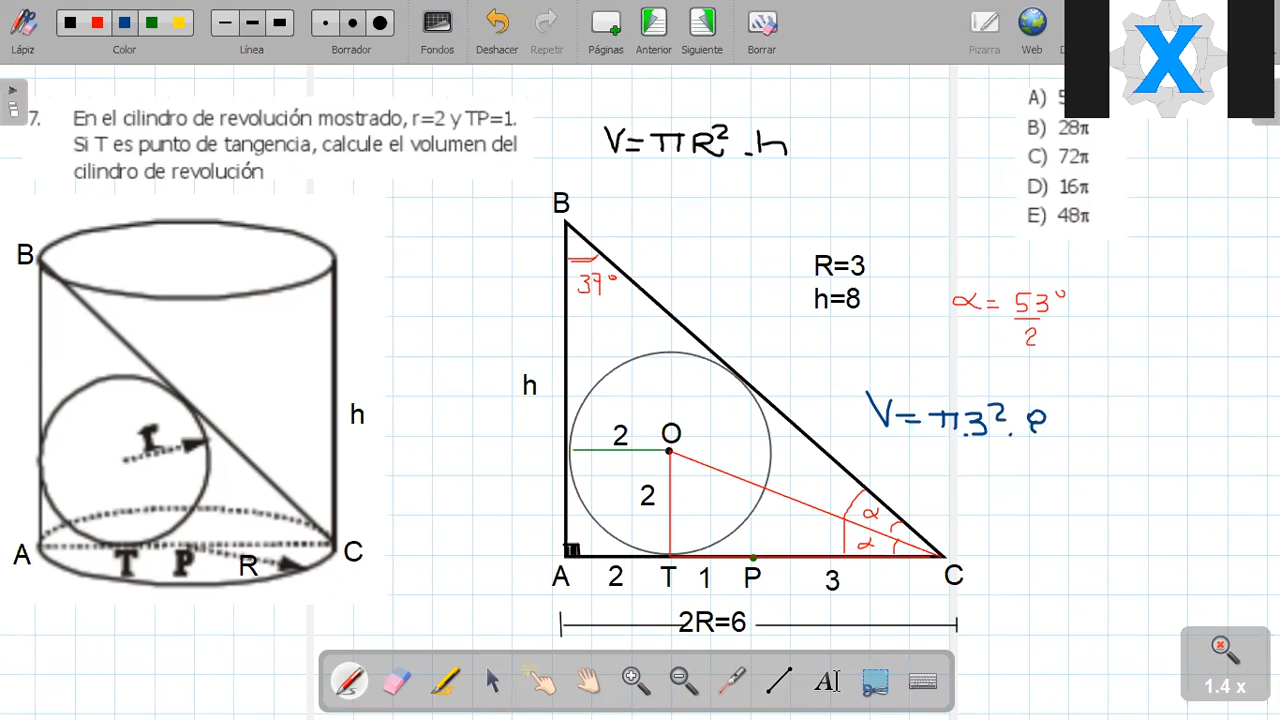 Lápiz
Color
Línea
Borrador
Fondos
Deshacer
Repetir
Páginas
Anterior
Siguiente
Borrar
Pizarra
Web
X
7. En el cilindro de revolución mostrado, r=2 y TP=1.
Si T es punto de tangencia, calcule el volumen del
cilindro de revolución
V=πR².h
A) 5
B) 28π
C) 72π
D) 16π
E) 48π
B
h
r
A
T
P
R
C
B
37°
h
2
O
2
α
α
A
2
T
1
P
3
C
2R=6
R=3
h=8
α = 53°
2
V=π.3².8
1.4 x